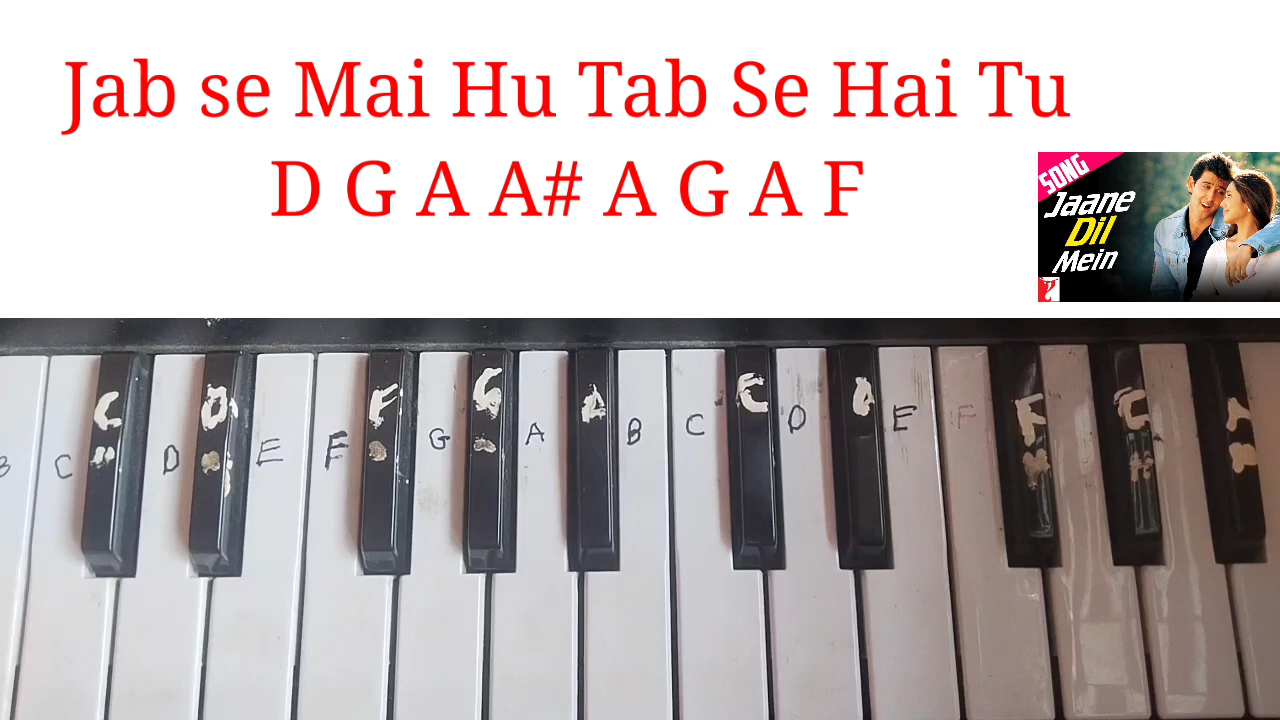 Jab se Mai Hu Tab Se Hai Tu
D G A A# A G A F
SONG
Jaane
Dil
Mein
C D F G A C D F G A
B C D E F G A B C D E F